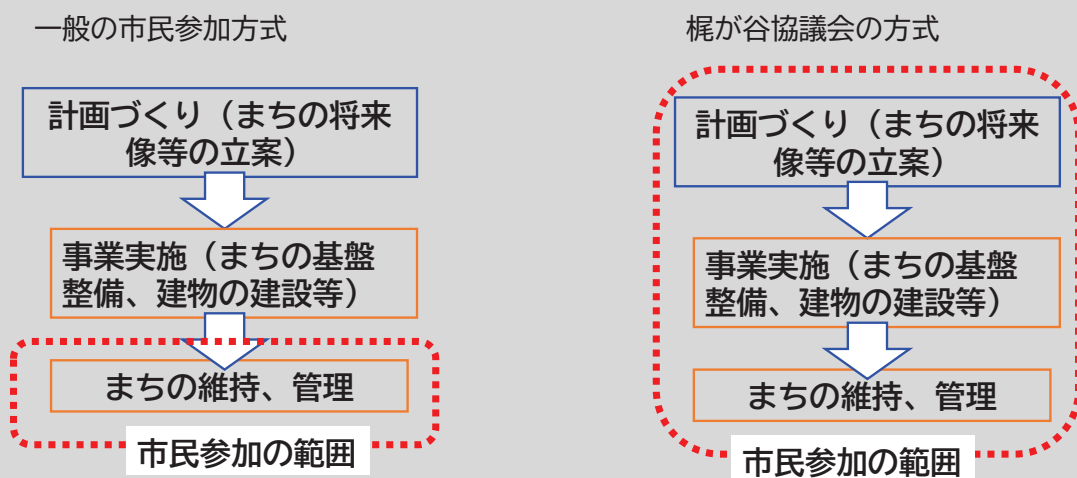 一般の市民参加方式
計画づくり（まちの将来
像等の立案）
事業実施（まちの基盤
整備、建物の建設等）
まちの維持、管理
市民参加の範囲
梶が谷協議会の方式
計画づくり（まちの将来
像等の立案）
事業実施（まちの基盤
整備、建物の建設等）
まちの維持、管理
市民参加の範囲